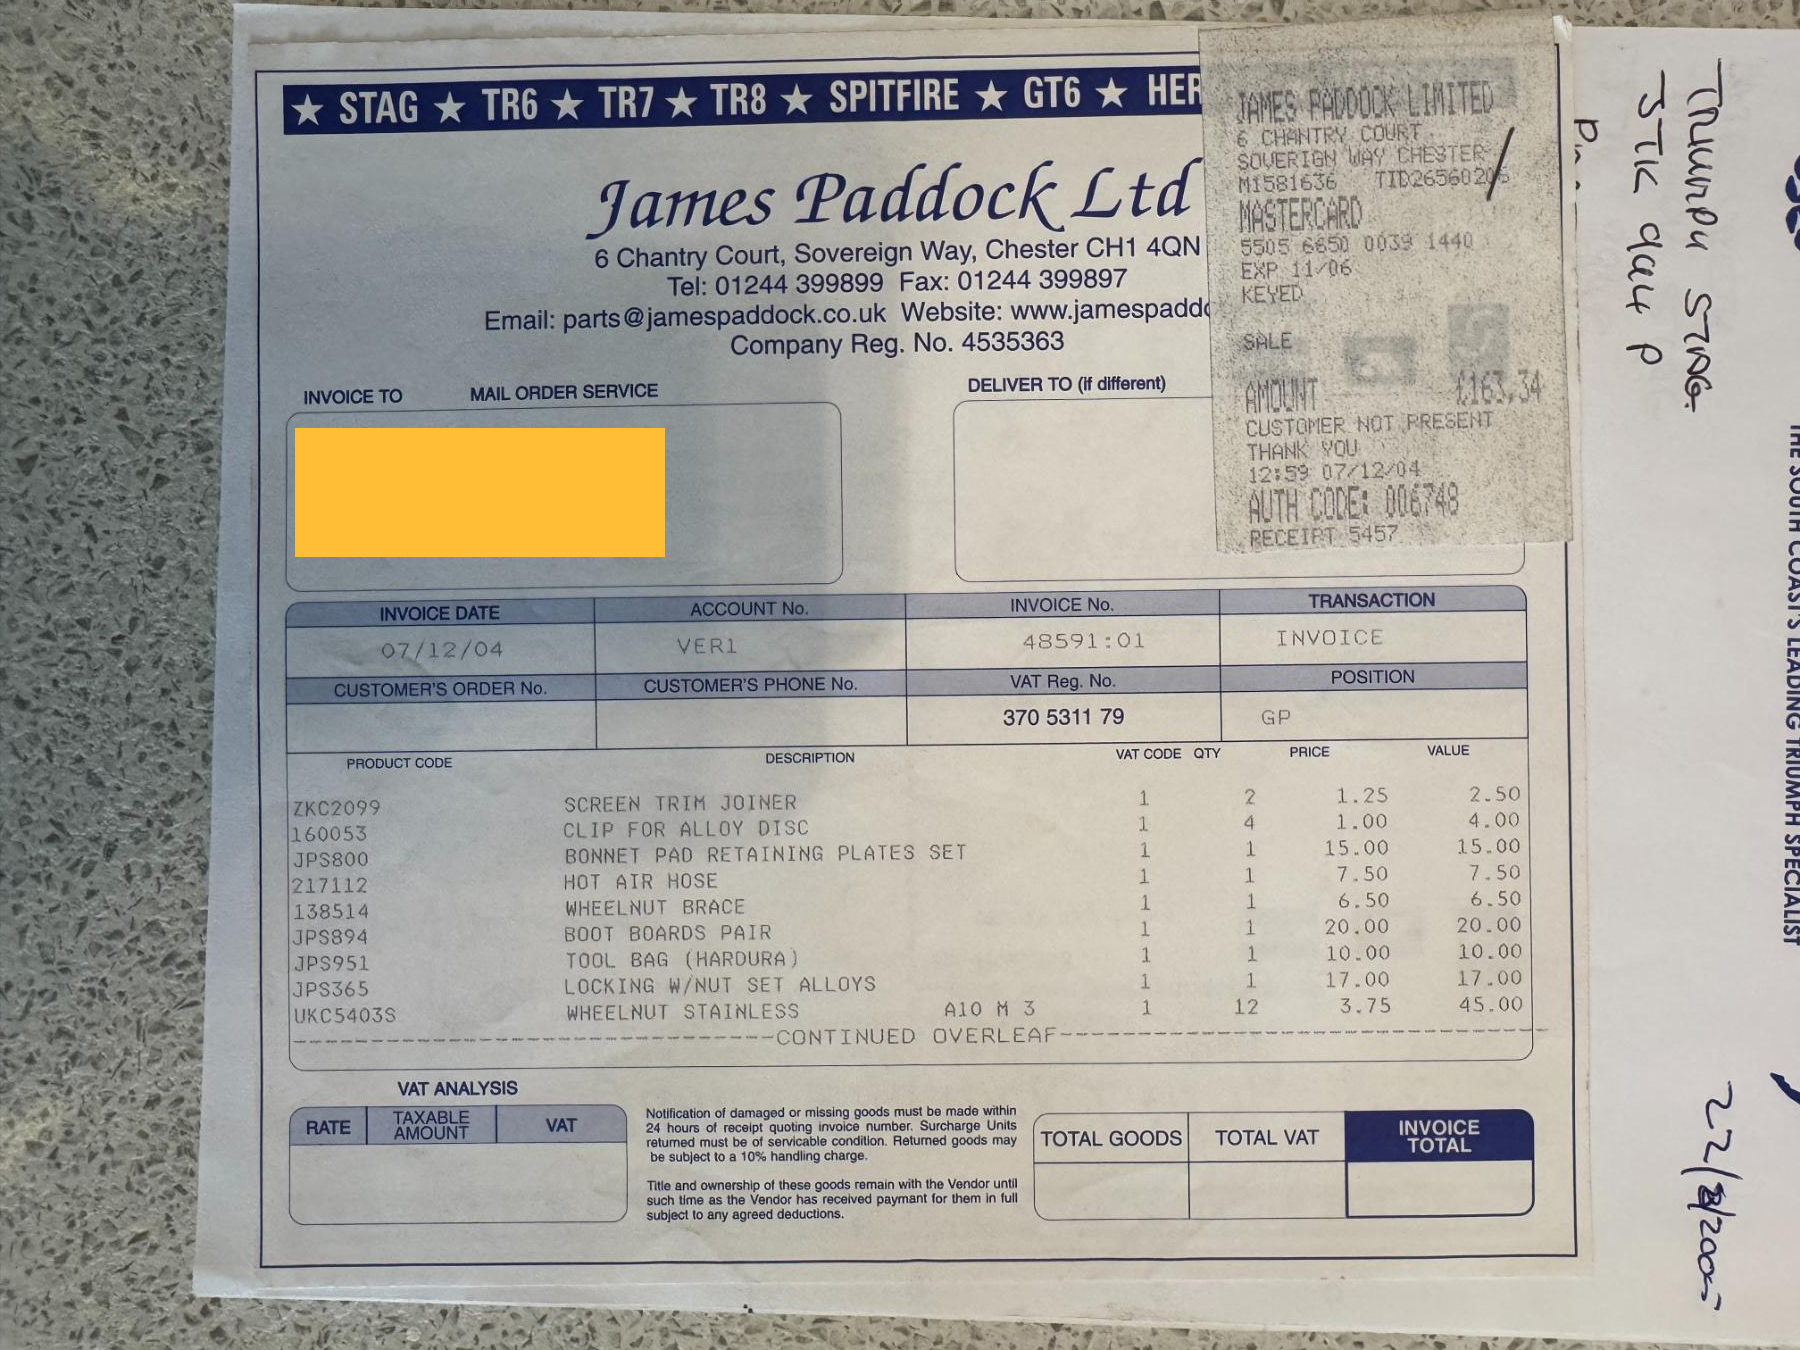 ★ STAG ★ TR6 ★ TR7 ★ TR8 ★ SPITFIRE ★ GT6 ★ HER
James Paddock Ltd
6 Chantry Court, Sovereign Way, Chester CH1 4QN
Tel: 01244 399899 Fax: 01244 399897
Email: parts@jamespaddock.co.uk Website: www.jamespaddo
Company Reg. No. 4535363
JAMES PADDOCK LIMITED
6 CHANTRY COURT
SOVERIGN WAY CHESTER
M1581636 TID26560206
MASTERCARD
5505 6650 0039 1440
EXP 11/06
KEYED
SALE
AMOUNT £163.34
CUSTOMER NOT PRESENT
THANK YOU
12:59 07/12/04
AUTH CODE: 006748
RECEIPT 5457
INVOICE TO MAIL ORDER SERVICE
DELIVER TO (if different)
INVOICE DATE ACCOUNT No. INVOICE No. TRANSACTION
07/12/04 VER1 48591:01 INVOICE
CUSTOMER'S ORDER No. CUSTOMER'S PHONE No. VAT Reg. No. POSITION
370 5311 79 GP
PRODUCT CODE DESCRIPTION VAT CODE QTY PRICE VALUE
ZKC2099 SCREEN TRIM JOINER 1 2 1.25 2.50
160053 CLIP FOR ALLOY DISC 1 4 1.00 4.00
JPS800 BONNET PAD RETAINING PLATES SET 1 1 15.00 15.00
217112 HOT AIR HOSE 1 1 7.50 7.50
138514 WHEELNUT BRACE 1 1 6.50 6.50
JPS894 BOOT BOARDS PAIR 1 1 20.00 20.00
JPS951 TOOL BAG (HARDURA) 1 1 10.00 10.00
JPS365 LOCKING W/NUT SET ALLOYS 1 1 17.00 17.00
UKC5403S WHEELNUT STAINLESS A10 M 3 1 12 3.75 45.00
CONTINUED OVERLEAF
VAT ANALYSIS
RATE TAXABLE AMOUNT VAT
Notification of damaged or missing goods must be made within
24 hours of receipt quoting invoice number. Surcharge Units
returned must be of servicable condition. Returned goods may
be subject to a 10% handling charge.
Title and ownership of these goods remain with the Vendor until
such time as the Vendor has received paymant for them in full
subject to any agreed deductions.
TOTAL GOODS TOTAL VAT INVOICE TOTAL
TRIUMPH STAG.
JTK 944 P
22/8/2005
THE SOUTH COAST'S LEADING TRIUMPH SPECIALIST